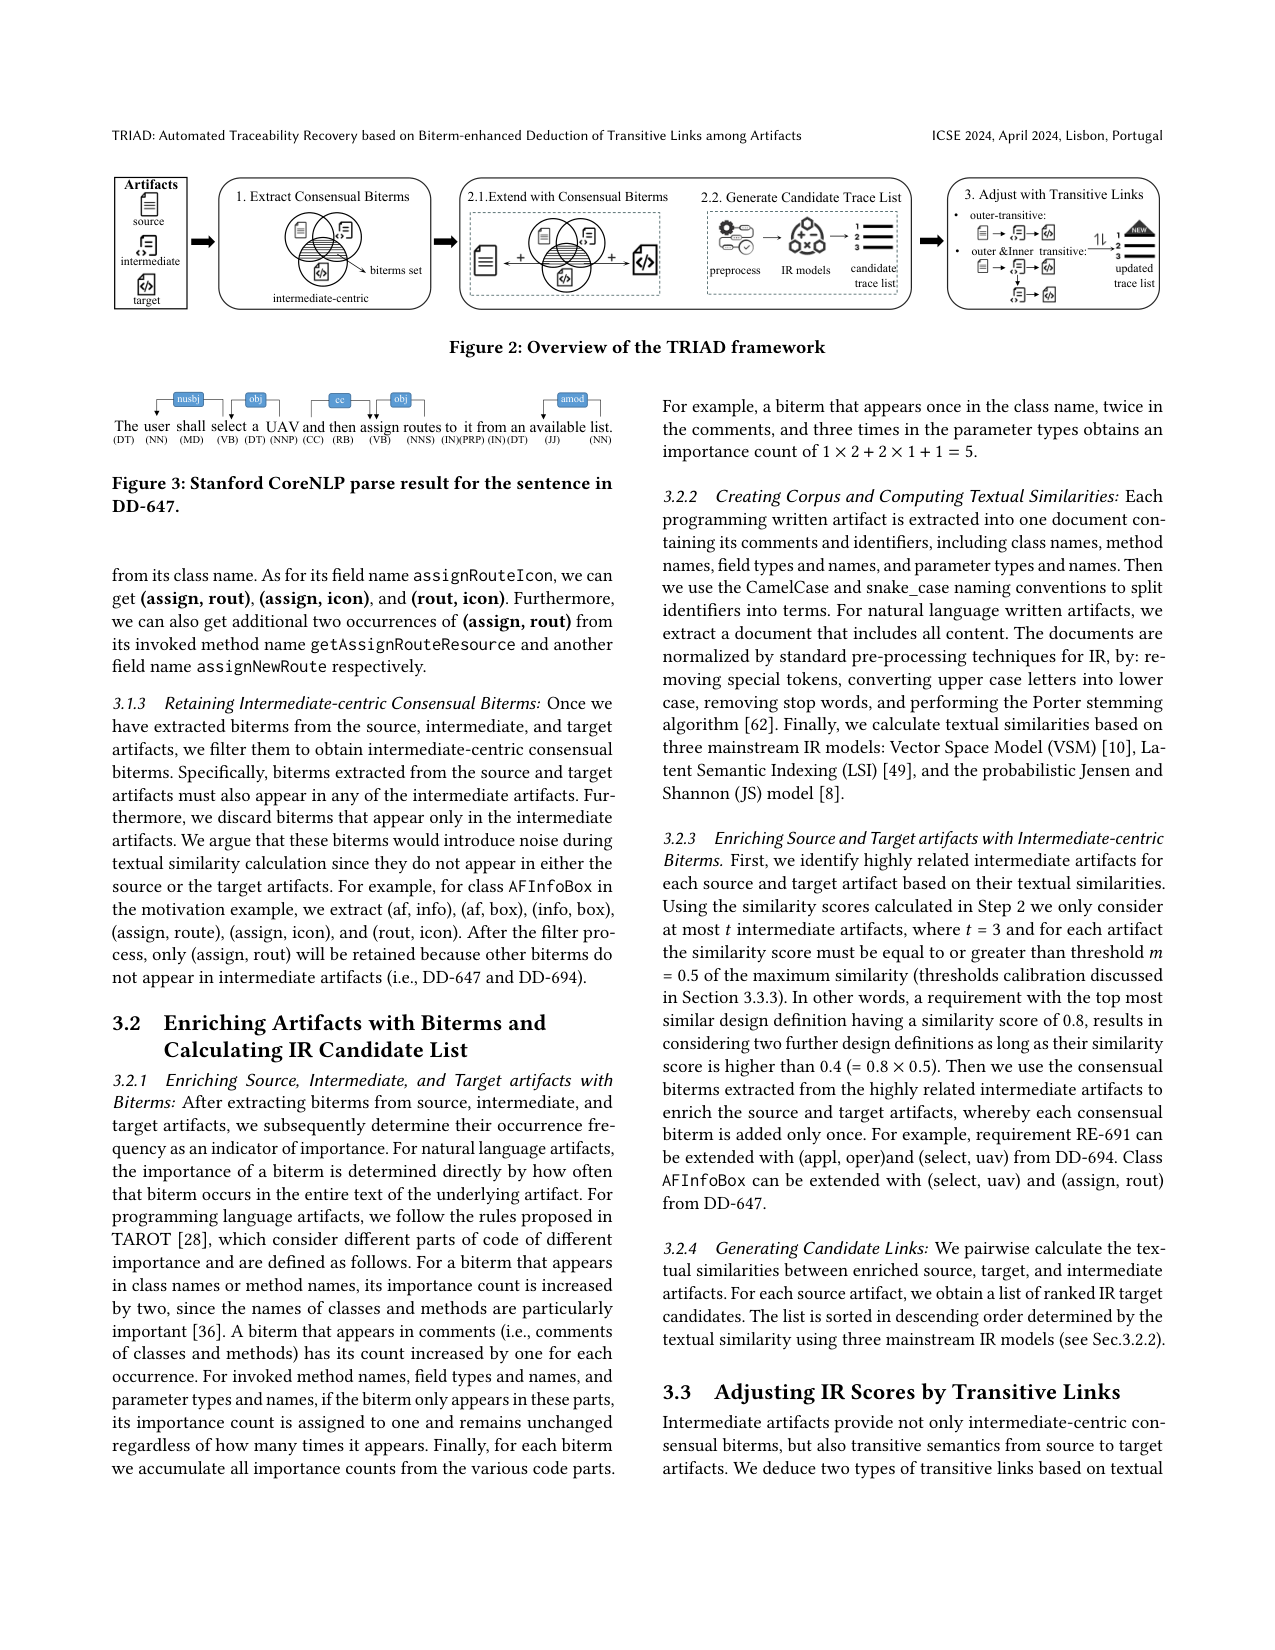 TRIAD: Automated Traceability Recovery based on Biterm-enhanced Deduction of Transitive Links among Artifacts
ICSE 2024, April 2024, Lisbon, Portugal
Artifacts
source
intermediate
target
1. Extract Consensual Biterms
biterms set
intermediate-centric
2.1.Extend with Consensual Biterms
+
+
2.2. Generate Candidate Trace List
preprocess
IR models
1
2
3
candidate
trace list
3. Adjust with Transitive Links
• outer-transitive:
• outer &Inner transitive:
NEW
1
2
3
updated
trace list
Figure 2: Overview of the TRIAD framework
nusbj obj cc obj amod
The user shall select a UAV and then assign routes to it from an available list.
(DT) (NN) (MD) (VB) (DT) (NNP) (CC) (RB) (VB) (NNS) (IN)(PRP) (IN)(DT) (JJ) (NN)
Figure 3: Stanford CoreNLP parse result for the sentence in
DD-647.
from its class name. As for its field name assignRouteIcon, we can
get (assign, rout), (assign, icon), and (rout, icon). Furthermore,
we can also get additional two occurrences of (assign, rout) from
its invoked method name getAssignRouteResource and another
field name assignNewRoute respectively.
3.1.3 Retaining Intermediate-centric Consensual Biterms: Once we
have extracted biterms from the source, intermediate, and target
artifacts, we filter them to obtain intermediate-centric consensual
biterms. Specifically, biterms extracted from the source and target
artifacts must also appear in any of the intermediate artifacts. Fur-
thermore, we discard biterms that appear only in the intermediate
artifacts. We argue that these biterms would introduce noise during
textual similarity calculation since they do not appear in either the
source or the target artifacts. For example, for class AFInfoBox in
the motivation example, we extract (af, info), (af, box), (info, box),
(assign, route), (assign, icon), and (rout, icon). After the filter pro-
cess, only (assign, rout) will be retained because other biterms do
not appear in intermediate artifacts (i.e., DD-647 and DD-694).
3.2 Enriching Artifacts with Biterms and
Calculating IR Candidate List
3.2.1 Enriching Source, Intermediate, and Target artifacts with
Biterms: After extracting biterms from source, intermediate, and
target artifacts, we subsequently determine their occurrence fre-
quency as an indicator of importance. For natural language artifacts,
the importance of a biterm is determined directly by how often
that biterm occurs in the entire text of the underlying artifact. For
programming language artifacts, we follow the rules proposed in
TAROT [28], which consider different parts of code of different
importance and are defined as follows. For a biterm that appears
in class names or method names, its importance count is increased
by two, since the names of classes and methods are particularly
important [36]. A biterm that appears in comments (i.e., comments
of classes and methods) has its count increased by one for each
occurrence. For invoked method names, field types and names, and
parameter types and names, if the biterm only appears in these parts,
its importance count is assigned to one and remains unchanged
regardless of how many times it appears. Finally, for each biterm
we accumulate all importance counts from the various code parts.
For example, a biterm that appears once in the class name, twice in
the comments, and three times in the parameter types obtains an
importance count of 1 × 2 + 2 × 1 + 1 = 5.
3.2.2 Creating Corpus and Computing Textual Similarities: Each
programming written artifact is extracted into one document con-
taining its comments and identifiers, including class names, method
names, field types and names, and parameter types and names. Then
we use the CamelCase and snake_case naming conventions to split
identifiers into terms. For natural language written artifacts, we
extract a document that includes all content. The documents are
normalized by standard pre-processing techniques for IR, by: re-
moving special tokens, converting upper case letters into lower
case, removing stop words, and performing the Porter stemming
algorithm [62]. Finally, we calculate textual similarities based on
three mainstream IR models: Vector Space Model (VSM) [10], La-
tent Semantic Indexing (LSI) [49], and the probabilistic Jensen and
Shannon (JS) model [8].
3.2.3 Enriching Source and Target artifacts with Intermediate-centric
Biterms. First, we identify highly related intermediate artifacts for
each source and target artifact based on their textual similarities.
Using the similarity scores calculated in Step 2 we only consider
at most t intermediate artifacts, where t = 3 and for each artifact
the similarity score must be equal to or greater than threshold m
= 0.5 of the maximum similarity (thresholds calibration discussed
in Section 3.3.3). In other words, a requirement with the top most
similar design definition having a similarity score of 0.8, results in
considering two further design definitions as long as their similarity
score is higher than 0.4 (= 0.8 × 0.5). Then we use the consensual
biterms extracted from the highly related intermediate artifacts to
enrich the source and target artifacts, whereby each consensual
biterm is added only once. For example, requirement RE-691 can
be extended with (appl, oper)and (select, uav) from DD-694. Class
AFInfoBox can be extended with (select, uav) and (assign, rout)
from DD-647.
3.2.4 Generating Candidate Links: We pairwise calculate the tex-
tual similarities between enriched source, target, and intermediate
artifacts. For each source artifact, we obtain a list of ranked IR target
candidates. The list is sorted in descending order determined by the
textual similarity using three mainstream IR models (see Sec.3.2.2).
3.3 Adjusting IR Scores by Transitive Links
Intermediate artifacts provide not only intermediate-centric con-
sensual biterms, but also transitive semantics from source to target
artifacts. We deduce two types of transitive links based on textual